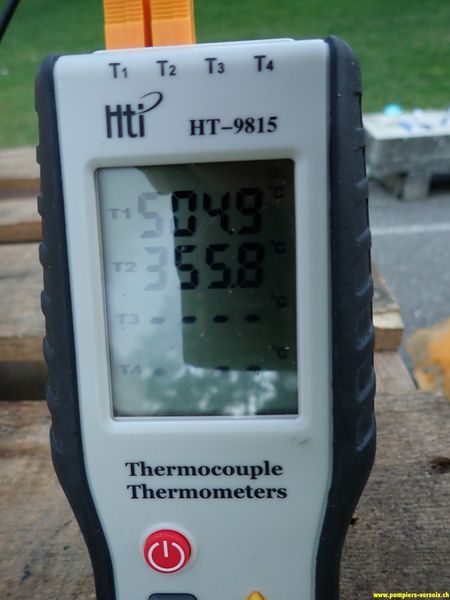 T1 T2 T3 T4
Hti HT-9815
T1 504.9 °C
T2 355.8 °C
T3 - - - - °C
T4 - - - - °C
Thermocouple
Thermometers
www.pompiers-versoix.ch